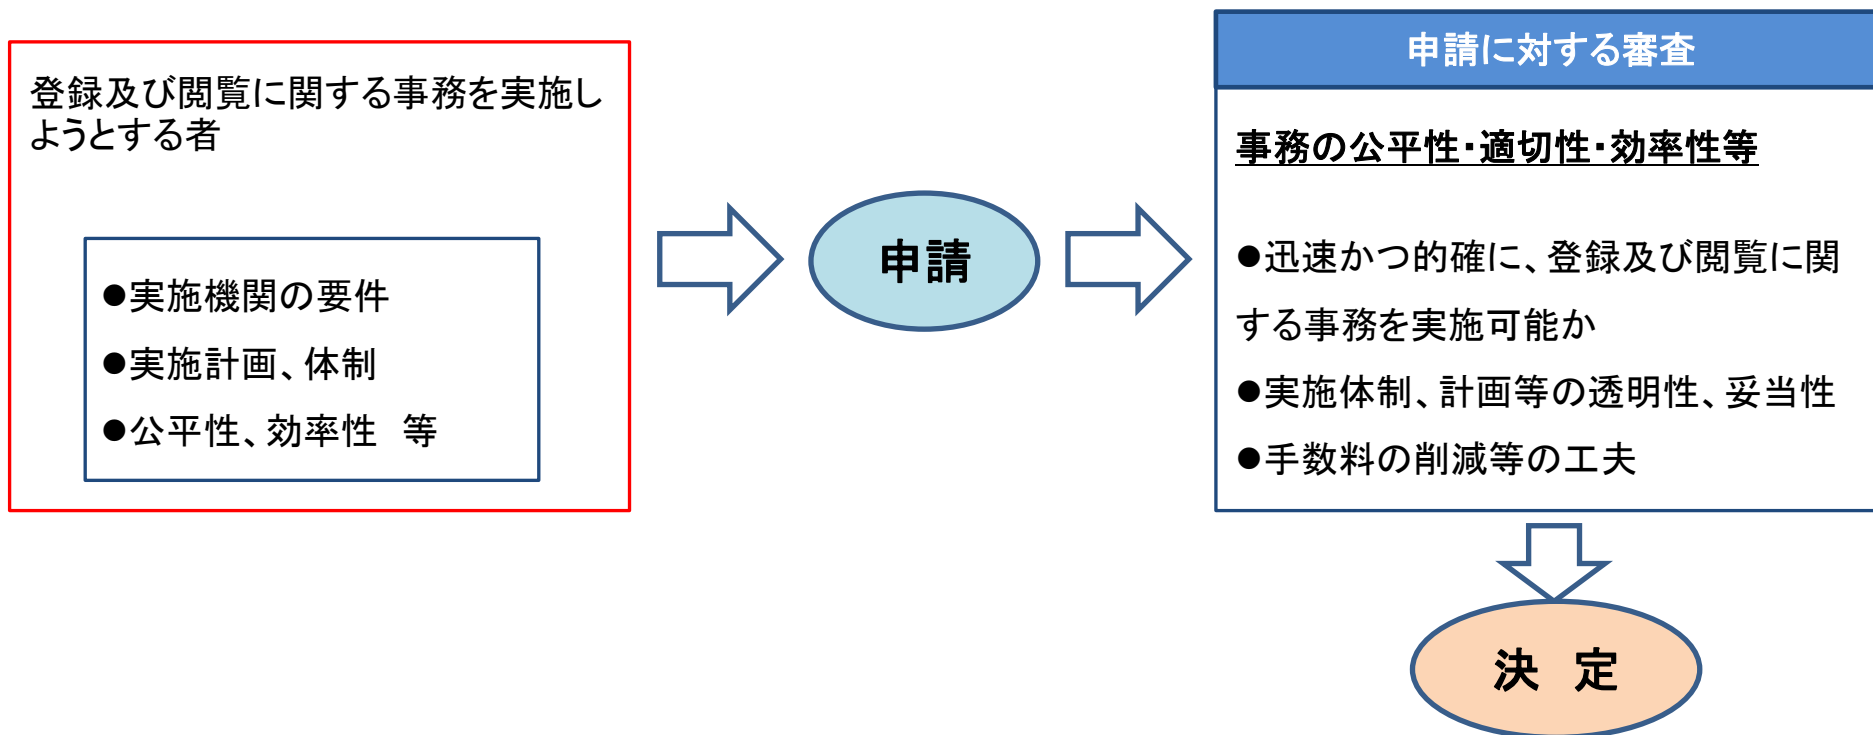 登録及び閲覧に関する事務を実施し
ようとする者
●実施機関の要件
●実施計画、体制
●公平性、効率性　等
申請
申請に対する審査
事務の公平性・適切性・効率性等
●迅速かつ的確に、登録及び閲覧に関
する事務を実施可能か
●実施体制、計画等の透明性、妥当性
●手数料の削減等の工夫
決　定